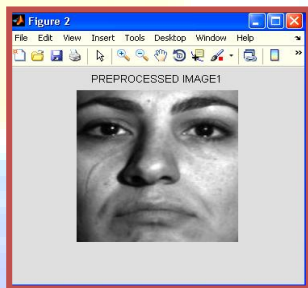 Figure 2
File Edit View Insert Tools Desktop Window Help
PREPROCESSED IMAGE1